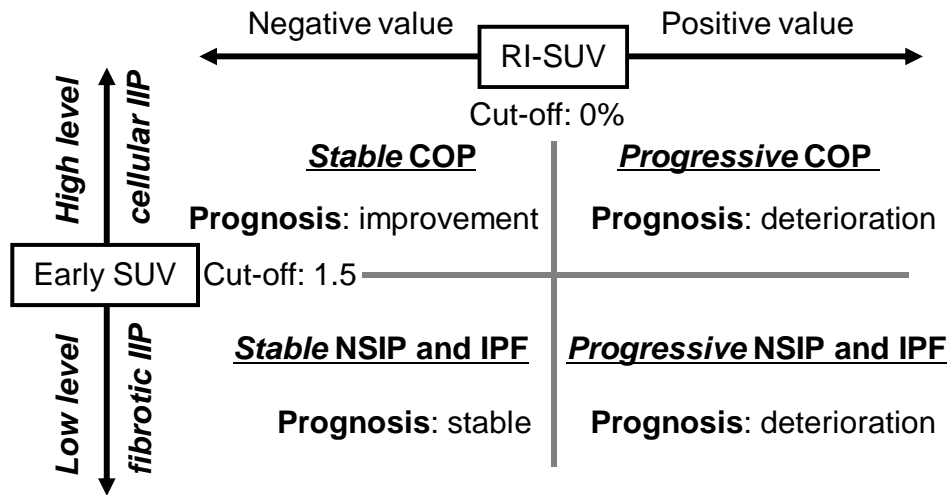 Negative value
RI-SUV
Positive value
Cut-off: 0%
High level
cellular IIP
Stable COP
Progressive COP
Prognosis: improvement
Prognosis: deterioration
Early SUV
Cut-off: 1.5
Low level
fibrotic IIP
Stable NSIP and IPF
Progressive NSIP and IPF
Prognosis: stable
Prognosis: deterioration